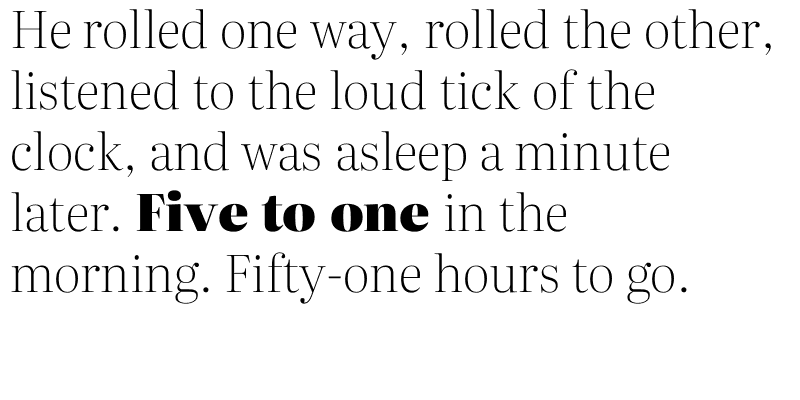 He rolled one way, rolled the other,
listened to the loud tick of the
clock, and was asleep a minute
later. Five to one in the
morning. Fifty-one hours to go.